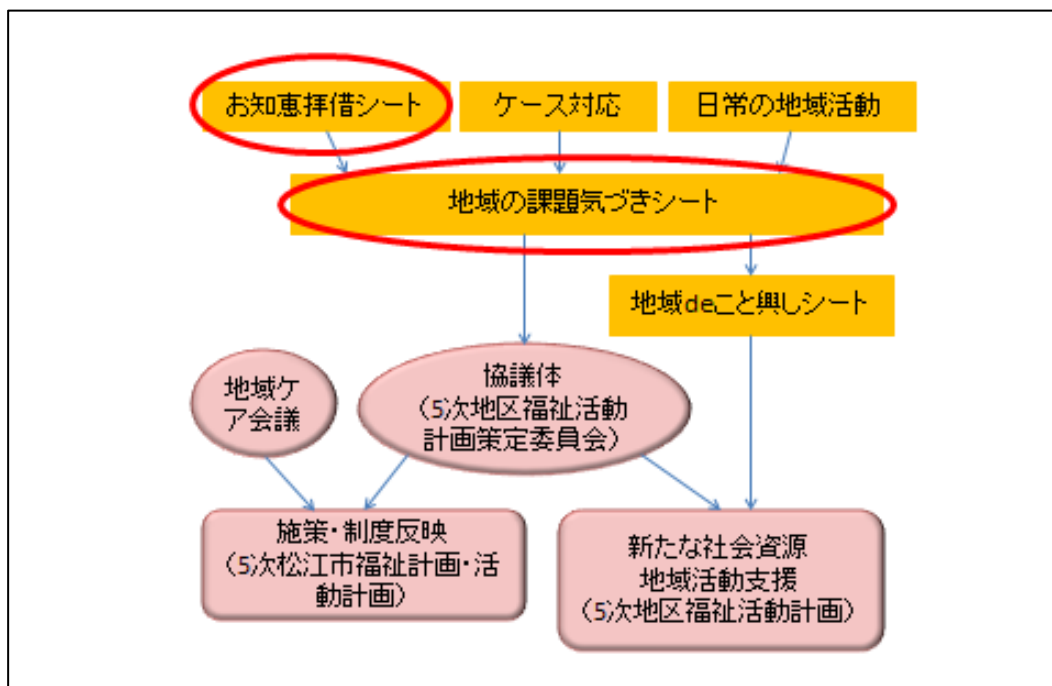 お知恵拝借シート
ケース対応
日常の地域活動
地域の課題気づきシート
地域deこと興しシート
地域ケ
ア会議
協議体
（5次地区福祉活動
計画策定委員会）
施策・制度反映
（5次松江市福祉計画・活
動計画）
新たな社会資源
地域活動支援
（5次地区福祉活動計画）